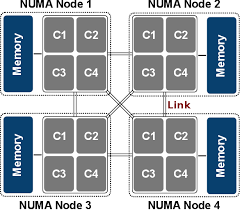 NUMA Node 1
NUMA Node 2
Memory
C1 C2
C3 C4
C1 C2
C3 C4
Memory
Link
Memory
C1 C2
C3 C4
C1 C2
C3 C4
Memory
NUMA Node 3
NUMA Node 4